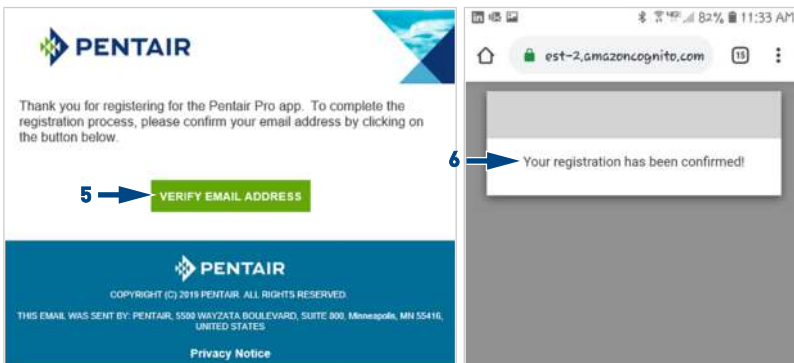 PENTAIR
Thank you for registering for the Pentair Pro app. To complete the
registration process, please confirm your email address by clicking on
the button below.
5
VERIFY EMAIL ADDRESS
PENTAIR
COPYRIGHT (C) 2019 PENTAIR. ALL RIGHTS RESERVED.
THIS EMAIL WAS SENT BY: PENTAIR, 5500 WAYZATA BOULEVARD, SUITE 800, Minneapolis, MN 55416,
UNITED STATES
Privacy Notice
82% 11:33 AM
est-2.amazoncognito.com 15
6
Your registration has been confirmed!